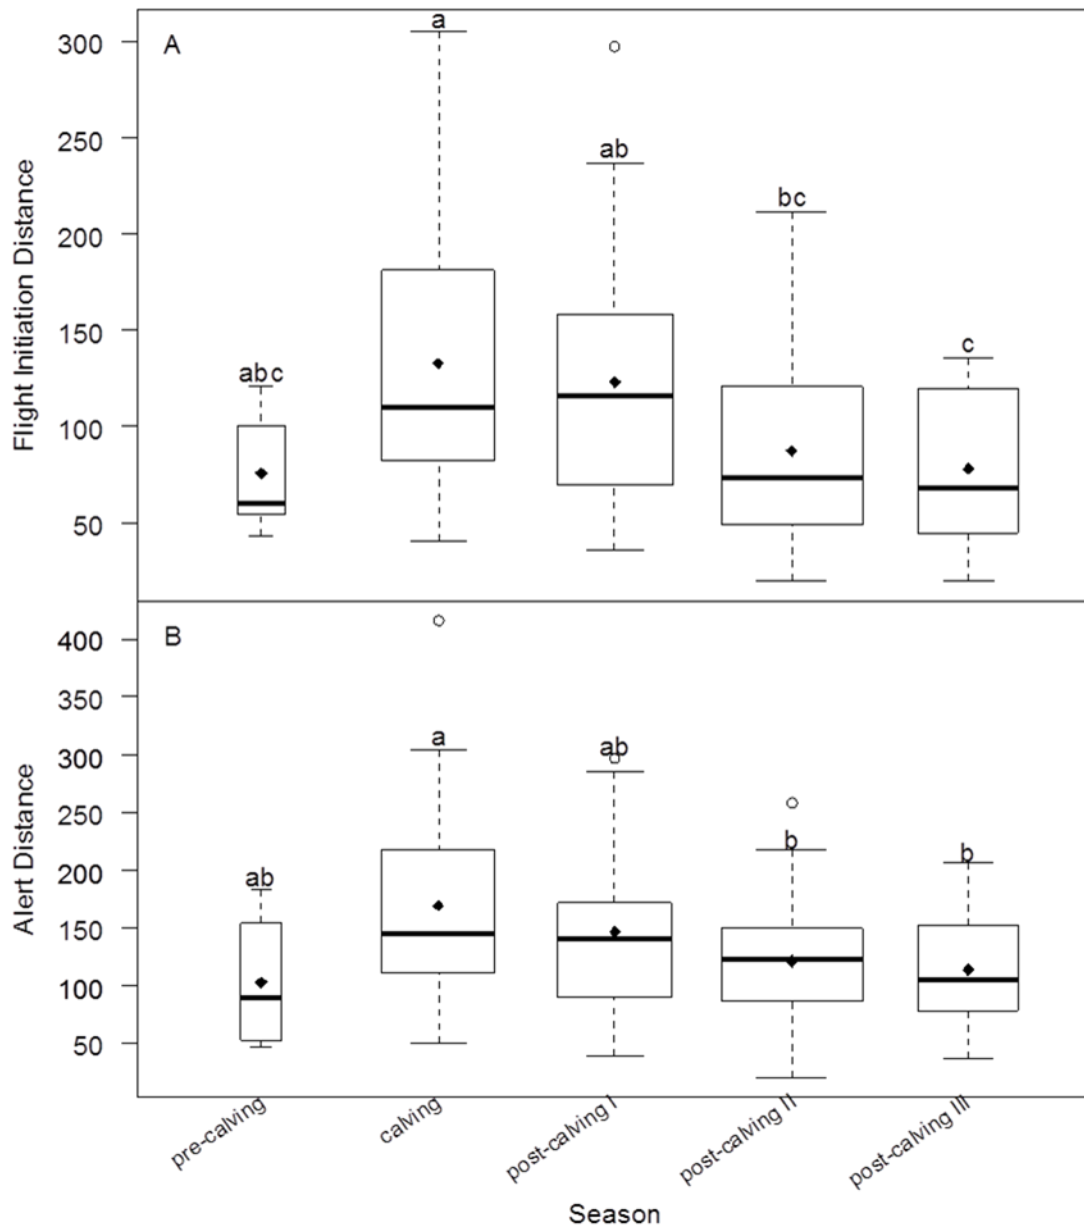 A
Flight Initiation Distance
300
250
200
150
100
50
abc
a
ab
bc
c
B
Alert Distance
400
350
300
250
200
150
100
50
ab
a
ab
b
b
pre-calving
calving
post-calving I
post-calving II
post-calving III
Season